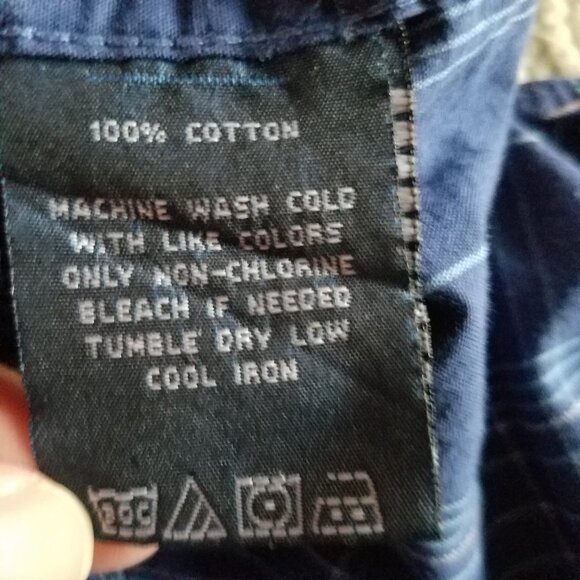 100% COTTON
MACHINE WASH COLD
WITH LIKE COLORS
ONLY NON-CHLORINE
BLEACH IF NEEDED
TUMBLE DRY LOW
COOL IRON